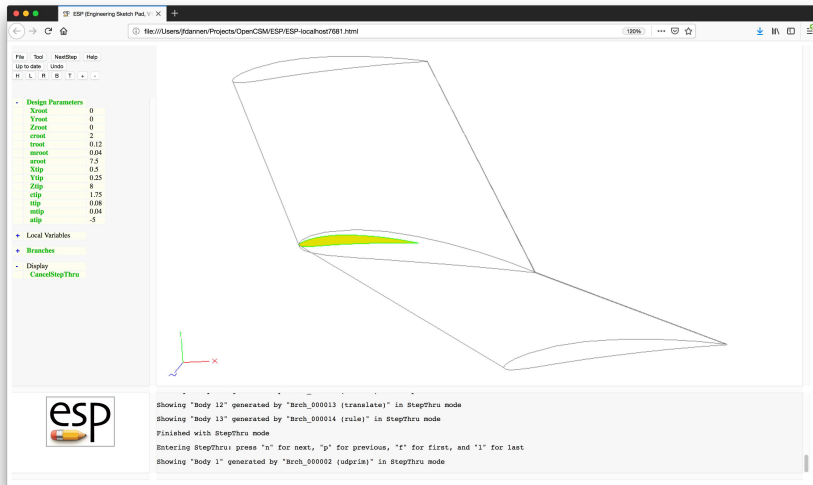 ESP (Engineering Sketch Pad, V
file:///Users/jfdannen/Projects/OpenCSM/ESP/ESP-localhost7681.html
120%
File Tool NextStep Help
Up to date Undo
H L R B T + -
- Design Parameters
Xroot 0
Yroot 0
Zroot 0
croot 2
troot 0.12
mroot 0.04
aroot 7.5
Xtip 0.5
Ytip 0.25
Ztip 8
ctip 1.75
ttip 0.08
mtip 0.04
atip -5
+ Local Variables
+ Branches
- Display
CancelStepThru
X
esp
Showing "Body 12" generated by "Brch_000013 (translate)" in StepThru mode
Showing "Body 13" generated by "Brch_000014 (rule)" in StepThru mode
Finished with StepThru mode
Entering StepThru: press "n" for next, "p" for previous, "f" for first, and "l" for last
Showing "Body 1" generated by "Brch_000002 (udprim)" in StepThru mode